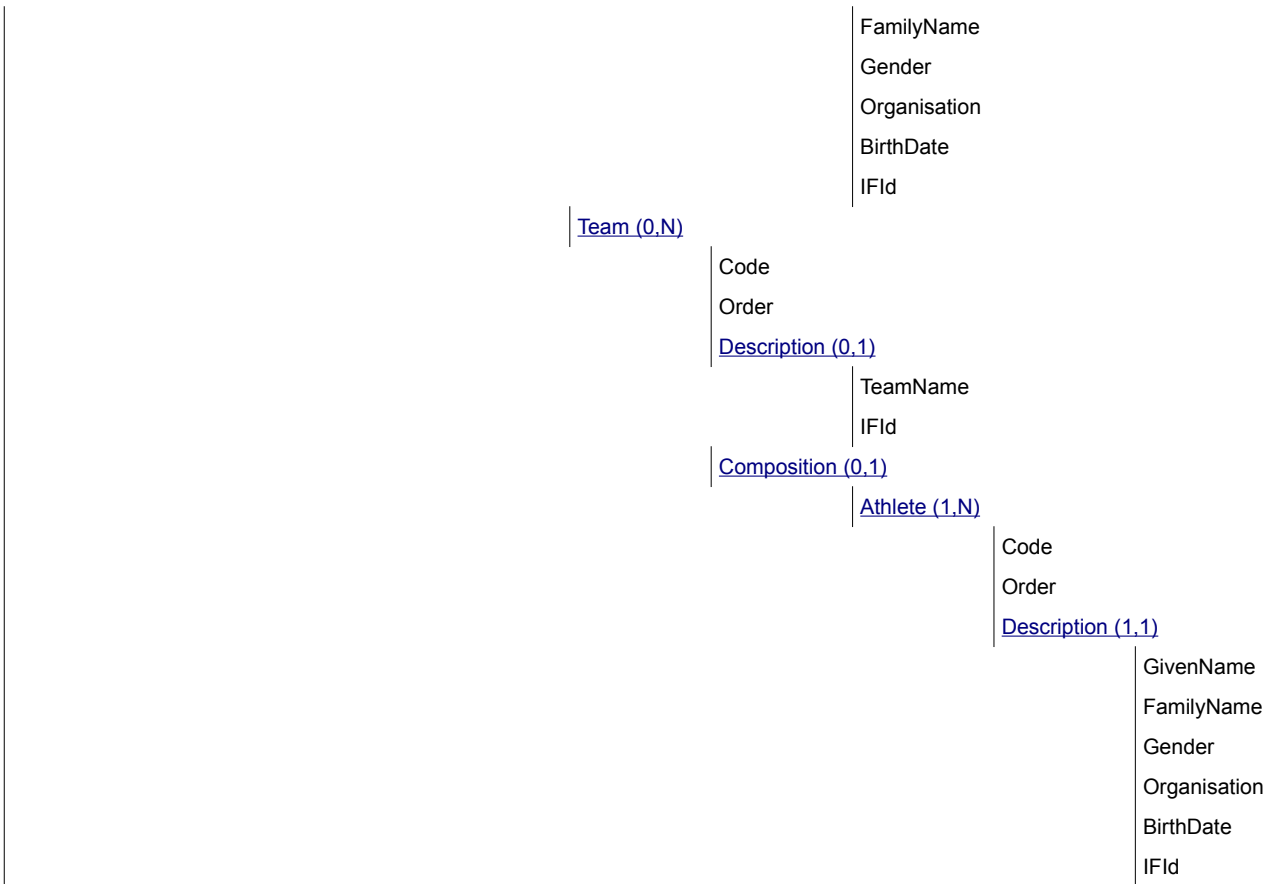 FamilyName
Gender
Organisation
BirthDate
IFId
Team (0,N)
Code
Order
Description (0,1)
TeamName
IFId
Composition (0,1)
Athlete (1,N)
Code
Order
Description (1,1)
GivenName
FamilyName
Gender
Organisation
BirthDate
IFId